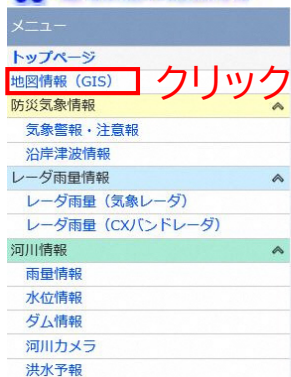 メニュー
トップページ
地図情報（GIS）
クリック
防災気象情報
気象警報・注意報
沿岸津波情報
レーダ雨量情報
レーダ雨量（気象レーダ）
レーダ雨量（CXバンドレーダ）
河川情報
雨量情報
水位情報
ダム情報
河川カメラ
洪水予報